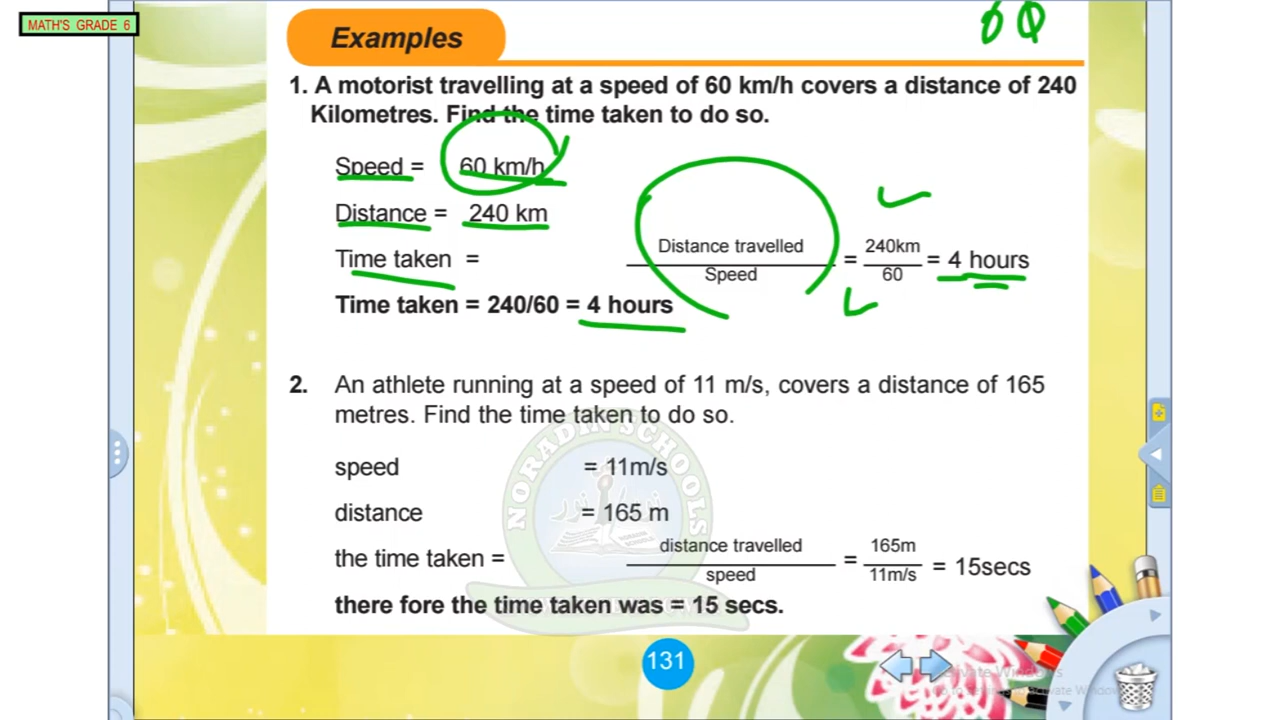 MATH'S GRADE 6
Examples
60
1. A motorist travelling at a speed of 60 km/h covers a distance of 240
Kilometres. Find the time taken to do so.
Speed = 60 km/h
Distance = 240 km
Time taken = Distance travelled / Speed = 240km / 60 = 4 hours
Time taken = 240/60 = 4 hours
2. An athlete running at a speed of 11 m/s, covers a distance of 165
metres. Find the time taken to do so.
speed = 11m/s
distance = 165 m
the time taken = distance travelled / speed = 165m / 11m/s = 15secs
there fore the time taken was = 15 secs.
NORADIN SCHOOLS
131
Activate Windows